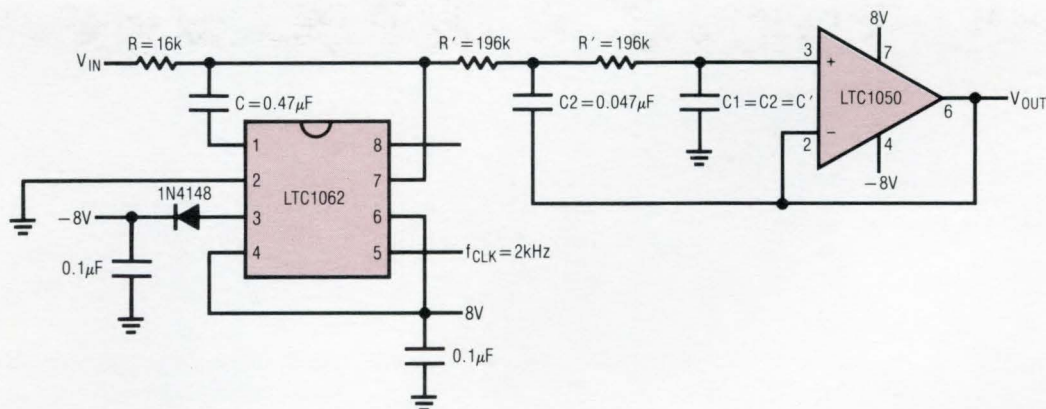 V_IN
R=16k
R′=196k
R′=196k
C=0.47μF
C2=0.047μF
C1=C2=C′
8V
3
7
+
LTC1050
6
V_OUT
2
−
4
−8V
1
8
2
7
LTC1062
3
6
4
5
1N4148
−8V
0.1μF
f_CLK=2kHz
8V
0.1μF